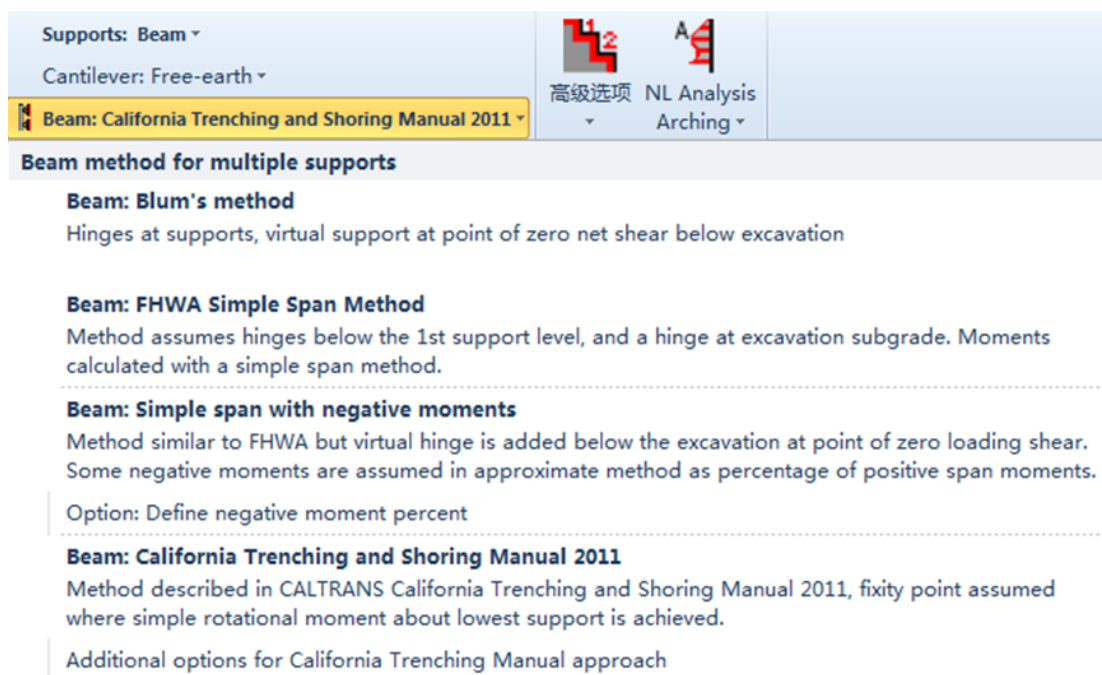 Supports: Beam
Cantilever: Free-earth
Beam: California Trenching and Shoring Manual 2011
1 2
高级选项
A
NL Analysis
Arching
Beam method for multiple supports
Beam: Blum's method
Hinges at supports, virtual support at point of zero net shear below excavation
Beam: FHWA Simple Span Method
Method assumes hinges below the 1st support level, and a hinge at excavation subgrade. Moments
calculated with a simple span method.
Beam: Simple span with negative moments
Method similar to FHWA but virtual hinge is added below the excavation at point of zero loading shear.
Some negative moments are assumed in approximate method as percentage of positive span moments.
Option: Define negative moment percent
Beam: California Trenching and Shoring Manual 2011
Method described in CALTRANS California Trenching and Shoring Manual 2011, fixity point assumed
where simple rotational moment about lowest support is achieved.
Additional options for California Trenching Manual approach